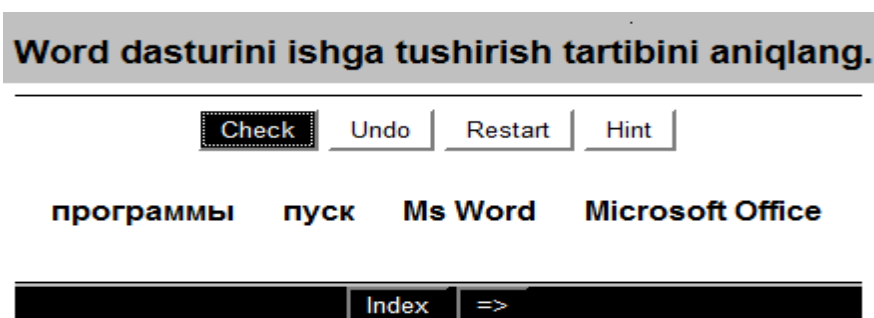 Word dasturini ishga tushirish tartibini aniqlang.
Check Undo Restart Hint
программы пуск Ms Word Microsoft Office
Index =>